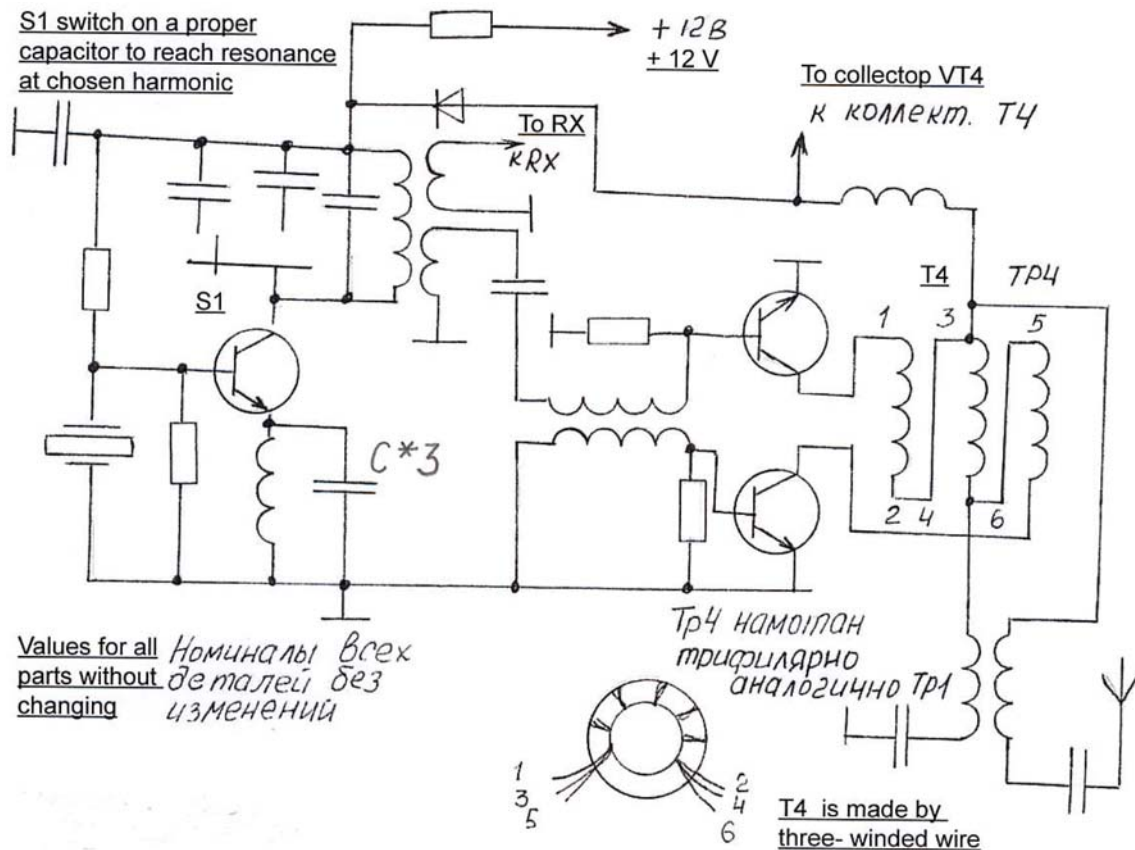 S1 switch on a proper
capacitor to reach resonance
at chosen harmonic
+ 12В
+ 12 V
To collectop VT4
к коллект. Т4
To RX
кRX
S1
T4
ТР4
1
3
5
2
4
6
C*3
Values for all
parts without
changing
Номиналы всех
деталей без
изменений
Тр4 намотан
трифилярно
аналогично Тр1
1
3
5
2
4
6
T4 is made by
three- winded wire